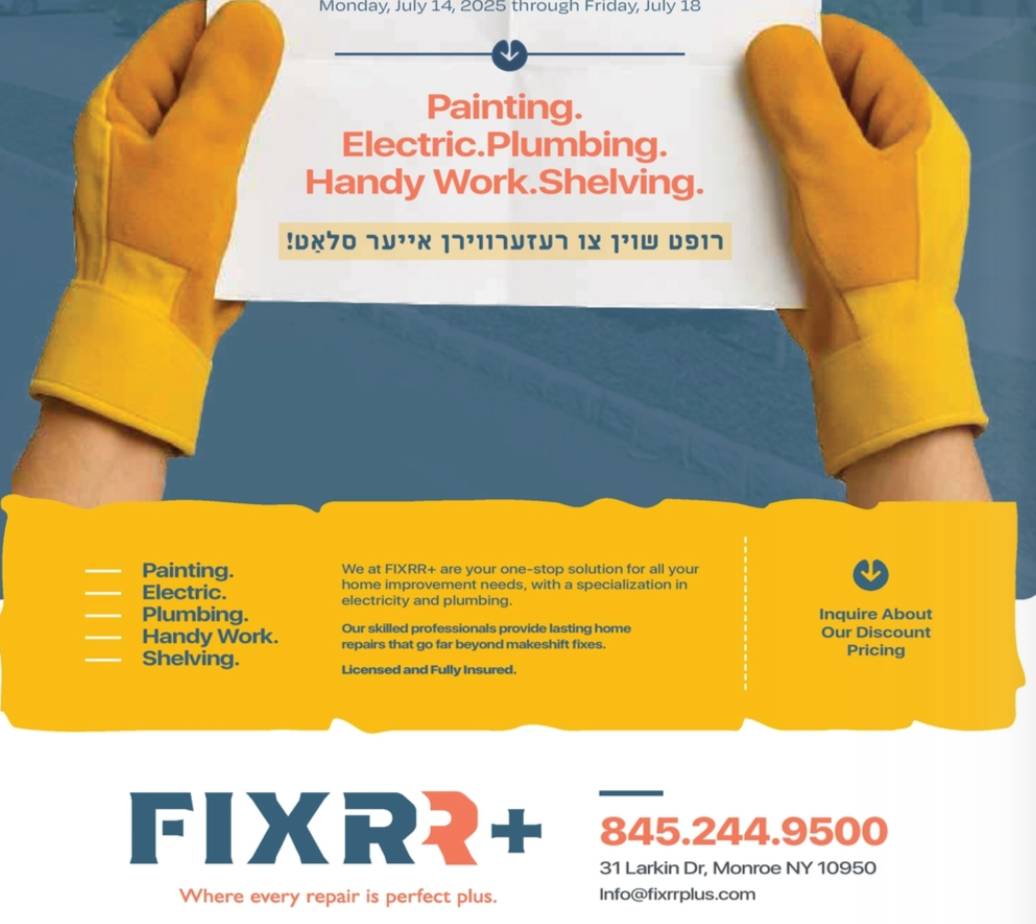 Monday, July 14, 2025 through Friday, July 18
Painting.
Electric.Plumbing.
Handy Work.Shelving.
רופט שוין צו רעזערווירן אייער סלאָט!
Painting.
Electric.
Plumbing.
Handy Work.
Shelving.
We at FIXRR+ are your one-stop solution for all your
home improvement needs, with a specialization in
electricity and plumbing.
Our skilled professionals provide lasting home
repairs that go far beyond makeshift fixes.
Licensed and Fully Insured.
Inquire About
Our Discount
Pricing
FIXRR+
Where every repair is perfect plus.
845.244.9500
31 Larkin Dr, Monroe NY 10950
Info@fixrrplus.com